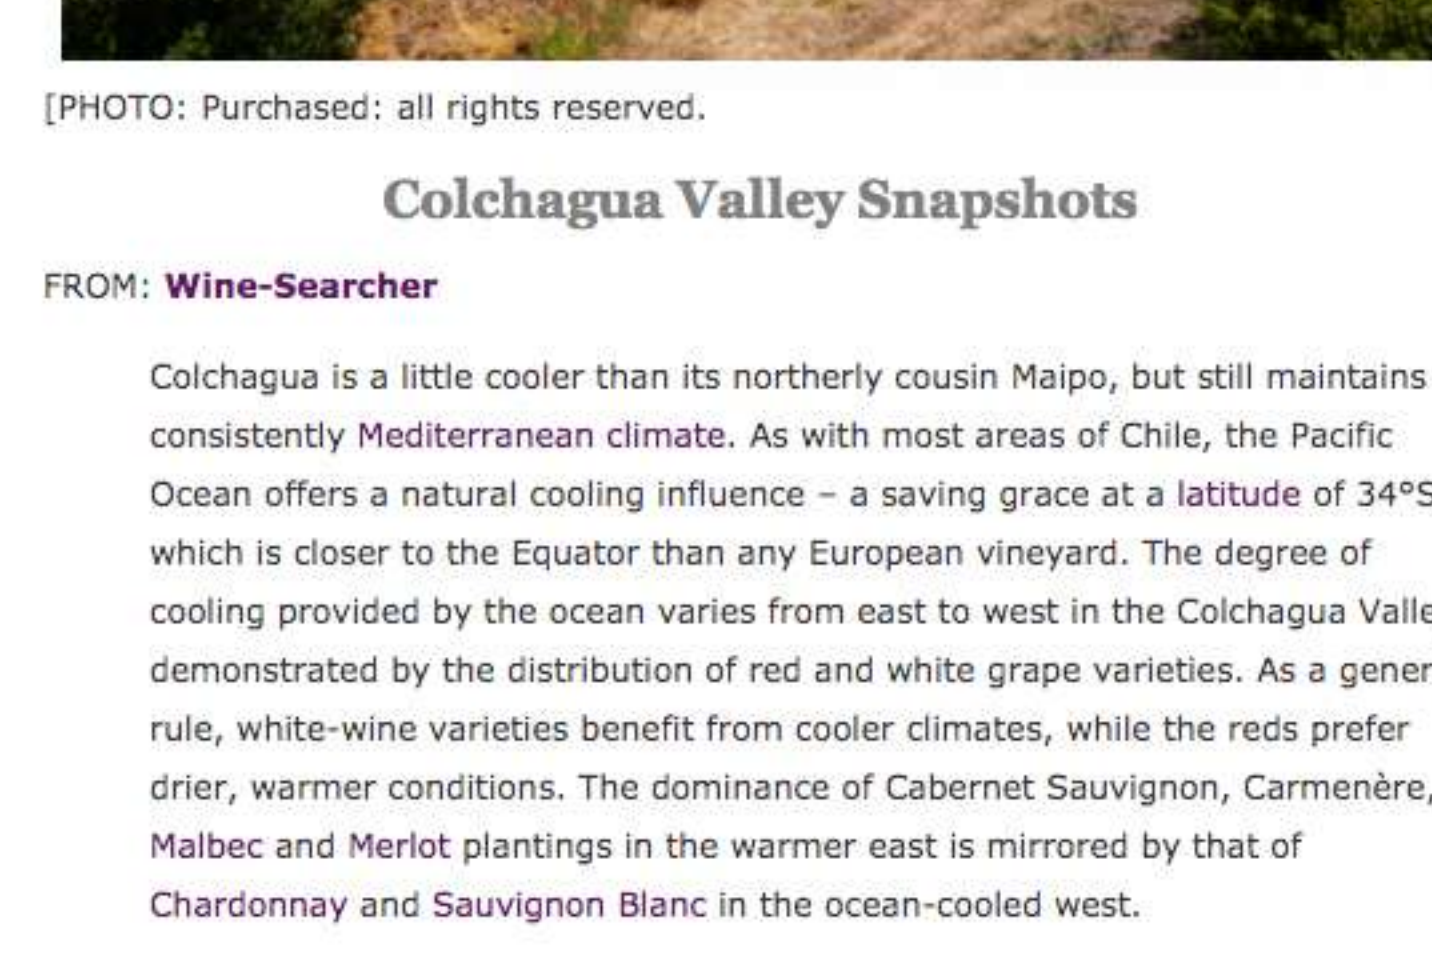 [PHOTO: Purchased: all rights reserved.
Colchagua Valley Snapshots
FROM: Wine-Searcher
Colchagua is a little cooler than its northerly cousin Maipo, but still maintains
consistently Mediterranean climate. As with most areas of Chile, the Pacific
Ocean offers a natural cooling influence – a saving grace at a latitude of 34°S
which is closer to the Equator than any European vineyard. The degree of
cooling provided by the ocean varies from east to west in the Colchagua Valle
demonstrated by the distribution of red and white grape varieties. As a gener
rule, white-wine varieties benefit from cooler climates, while the reds prefer
drier, warmer conditions. The dominance of Cabernet Sauvignon, Carmenère,
Malbec and Merlot plantings in the warmer east is mirrored by that of
Chardonnay and Sauvignon Blanc in the ocean-cooled west.